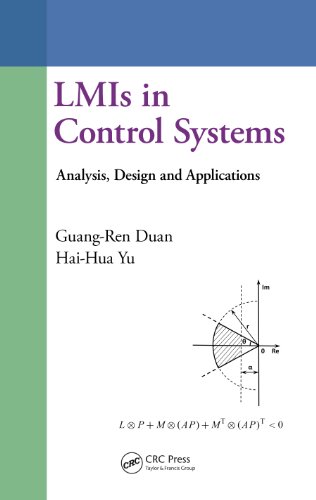 LMIs in
Control Systems
Analysis, Design and Applications
Guang-Ren Duan
Hai-Hua Yu
Im
r
θ
0 Re
α
L ⊗ P + M ⊗ (AP) + Mᵀ ⊗ (AP)ᵀ < 0
CRC
CRC Press
Taylor & Francis Group